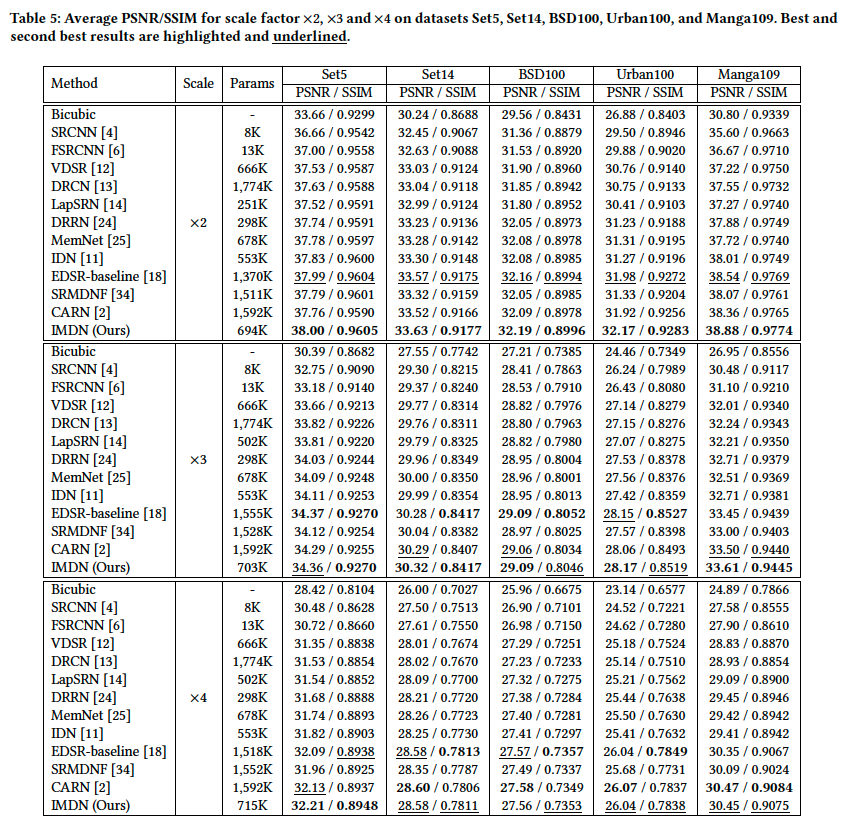 Table 5: Average PSNR/SSIM for scale factor ×2, ×3 and ×4 on datasets Set5, Set14, BSD100, Urban100, and Manga109. Best and
second best results are highlighted and underlined.
Method Scale Params Set5 Set14 BSD100 Urban100 Manga109
PSNR / SSIM PSNR / SSIM PSNR / SSIM PSNR / SSIM PSNR / SSIM
Bicubic - 33.66 / 0.9299 30.24 / 0.8688 29.56 / 0.8431 26.88 / 0.8403 30.80 / 0.9339
SRCNN [4] 8K 36.66 / 0.9542 32.45 / 0.9067 31.36 / 0.8879 29.50 / 0.8946 35.60 / 0.9663
FSRCNN [6] 13K 37.00 / 0.9558 32.63 / 0.9088 31.53 / 0.8920 29.88 / 0.9020 36.67 / 0.9710
VDSR [12] 666K 37.53 / 0.9587 33.03 / 0.9124 31.90 / 0.8960 30.76 / 0.9140 37.22 / 0.9750
DRCN [13] 1,774K 37.63 / 0.9588 33.04 / 0.9118 31.85 / 0.8942 30.75 / 0.9133 37.55 / 0.9732
LapSRN [14] 251K 37.52 / 0.9591 32.99 / 0.9124 31.80 / 0.8952 30.41 / 0.9103 37.27 / 0.9740
DRRN [24] ×2 298K 37.74 / 0.9591 33.23 / 0.9136 32.05 / 0.8973 31.23 / 0.9188 37.88 / 0.9749
MemNet [25] 678K 37.78 / 0.9597 33.28 / 0.9142 32.08 / 0.8978 31.31 / 0.9195 37.72 / 0.9740
IDN [11] 553K 37.83 / 0.9600 33.30 / 0.9148 32.08 / 0.8985 31.27 / 0.9196 38.01 / 0.9749
EDSR-baseline [18] 1,370K 37.99 / 0.9604 33.57 / 0.9175 32.16 / 0.8994 31.98 / 0.9272 38.54 / 0.9769
SRMDNF [34] 1,511K 37.79 / 0.9601 33.32 / 0.9159 32.05 / 0.8985 31.33 / 0.9204 38.07 / 0.9761
CARN [2] 1,592K 37.76 / 0.9590 33.52 / 0.9166 32.09 / 0.8978 31.92 / 0.9256 38.36 / 0.9765
IMDN (Ours) 694K 38.00 / 0.9605 33.63 / 0.9177 32.19 / 0.8996 32.17 / 0.9283 38.88 / 0.9774
Bicubic - 30.39 / 0.8682 27.55 / 0.7742 27.21 / 0.7385 24.46 / 0.7349 26.95 / 0.8556
SRCNN [4] 8K 32.75 / 0.9090 29.30 / 0.8215 28.41 / 0.7863 26.24 / 0.7989 30.48 / 0.9117
FSRCNN [6] 13K 33.18 / 0.9140 29.37 / 0.8240 28.53 / 0.7910 26.43 / 0.8080 31.10 / 0.9210
VDSR [12] 666K 33.66 / 0.9213 29.77 / 0.8314 28.82 / 0.7976 27.14 / 0.8279 32.01 / 0.9340
DRCN [13] 1,774K 33.82 / 0.9226 29.76 / 0.8311 28.80 / 0.7963 27.15 / 0.8276 32.24 / 0.9343
LapSRN [14] 502K 33.81 / 0.9220 29.79 / 0.8325 28.82 / 0.7980 27.07 / 0.8275 32.21 / 0.9350
DRRN [24] ×3 298K 34.03 / 0.9244 29.96 / 0.8349 28.95 / 0.8004 27.53 / 0.8378 32.71 / 0.9379
MemNet [25] 678K 34.09 / 0.9248 30.00 / 0.8350 28.96 / 0.8001 27.56 / 0.8376 32.51 / 0.9369
IDN [11] 553K 34.11 / 0.9253 29.99 / 0.8354 28.95 / 0.8013 27.42 / 0.8359 32.71 / 0.9381
EDSR-baseline [18] 1,555K 34.37 / 0.9270 30.28 / 0.8417 29.09 / 0.8052 28.15 / 0.8527 33.45 / 0.9439
SRMDNF [34] 1,528K 34.12 / 0.9254 30.04 / 0.8382 28.97 / 0.8025 27.57 / 0.8398 33.00 / 0.9403
CARN [2] 1,592K 34.29 / 0.9255 30.29 / 0.8407 29.06 / 0.8034 28.06 / 0.8493 33.50 / 0.9440
IMDN (Ours) 703K 34.36 / 0.9270 30.32 / 0.8417 29.09 / 0.8046 28.17 / 0.8519 33.61 / 0.9445
Bicubic - 28.42 / 0.8104 26.00 / 0.7027 25.96 / 0.6675 23.14 / 0.6577 24.89 / 0.7866
SRCNN [4] 8K 30.48 / 0.8628 27.50 / 0.7513 26.90 / 0.7101 24.52 / 0.7221 27.58 / 0.8555
FSRCNN [6] 13K 30.72 / 0.8660 27.61 / 0.7550 26.98 / 0.7150 24.62 / 0.7280 27.90 / 0.8610
VDSR [12] 666K 31.35 / 0.8838 28.01 / 0.7674 27.29 / 0.7251 25.18 / 0.7524 28.83 / 0.8870
DRCN [13] 1,774K 31.53 / 0.8854 28.02 / 0.7670 27.23 / 0.7233 25.14 / 0.7510 28.93 / 0.8854
LapSRN [14] 502K 31.54 / 0.8852 28.09 / 0.7700 27.32 / 0.7275 25.21 / 0.7562 29.09 / 0.8900
DRRN [24] ×4 298K 31.68 / 0.8888 28.21 / 0.7720 27.38 / 0.7284 25.44 / 0.7638 29.45 / 0.8946
MemNet [25] 678K 31.74 / 0.8893 28.26 / 0.7723 27.40 / 0.7281 25.50 / 0.7630 29.42 / 0.8942
IDN [11] 553K 31.82 / 0.8903 28.25 / 0.7730 27.41 / 0.7297 25.41 / 0.7632 29.41 / 0.8942
EDSR-baseline [18] 1,518K 32.09 / 0.8938 28.58 / 0.7813 27.57 / 0.7357 26.04 / 0.7849 30.35 / 0.9067
SRMDNF [34] 1,552K 31.96 / 0.8925 28.35 / 0.7787 27.49 / 0.7337 25.68 / 0.7731 30.09 / 0.9024
CARN [2] 1,592K 32.13 / 0.8937 28.60 / 0.7806 27.58 / 0.7349 26.07 / 0.7837 30.47 / 0.9084
IMDN (Ours) 715K 32.21 / 0.8948 28.58 / 0.7811 27.56 / 0.7353 26.04 / 0.7838 30.45 / 0.9075